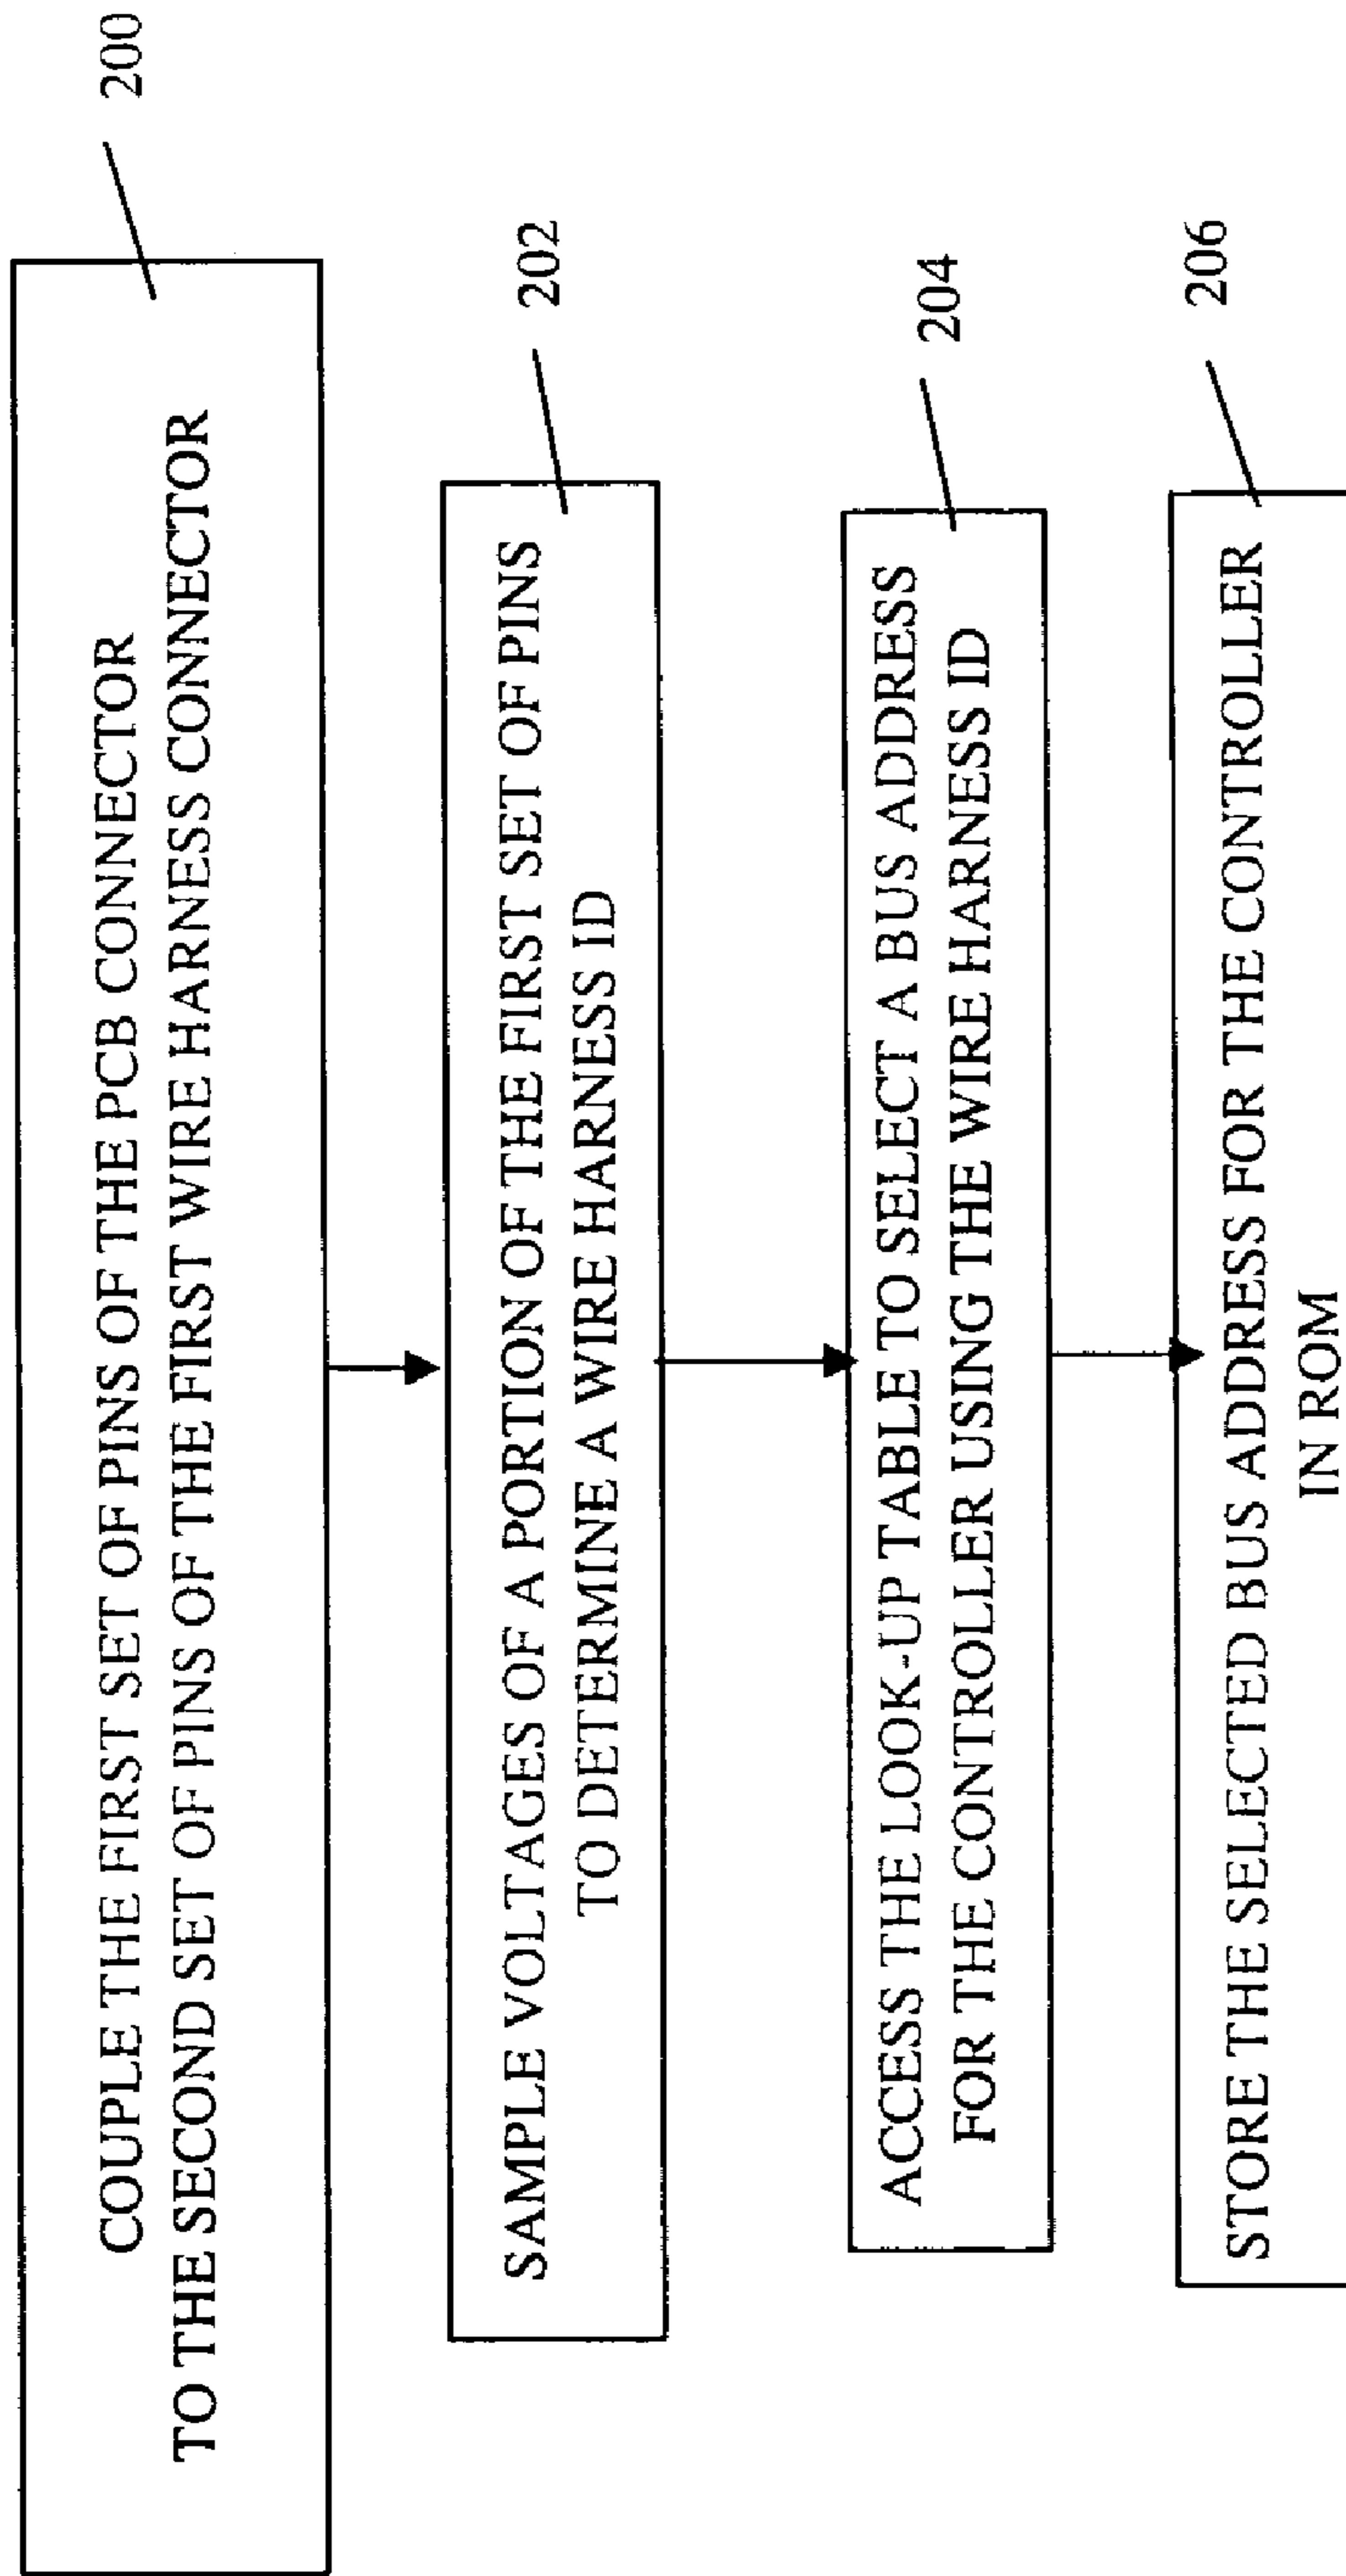 COUPLE THE FIRST SET OF PINS OF THE PCB CONNECTOR
TO THE SECOND SET OF PINS OF THE FIRST WIRE HARNESS CONNECTOR
200
SAMPLE VOLTAGES OF A PORTION OF THE FIRST SET OF PINS
TO DETERMINE A WIRE HARNESS ID
202
ACCESS THE LOOK-UP TABLE TO SELECT A BUS ADDRESS
FOR THE CONTROLLER USING THE WIRE HARNESS ID
204
STORE THE SELECTED BUS ADDRESS FOR THE CONTROLLER
IN ROM
206